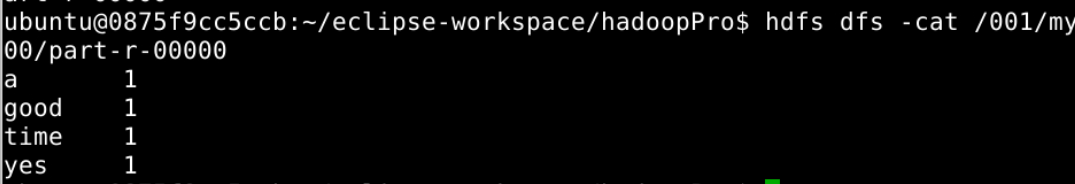 ubuntu@0875f9cc5ccb:~/eclipse-workspace/hadoopPro$ hdfs dfs -cat /001/my
00/part-r-00000
a 1
good 1
time 1
yes 1